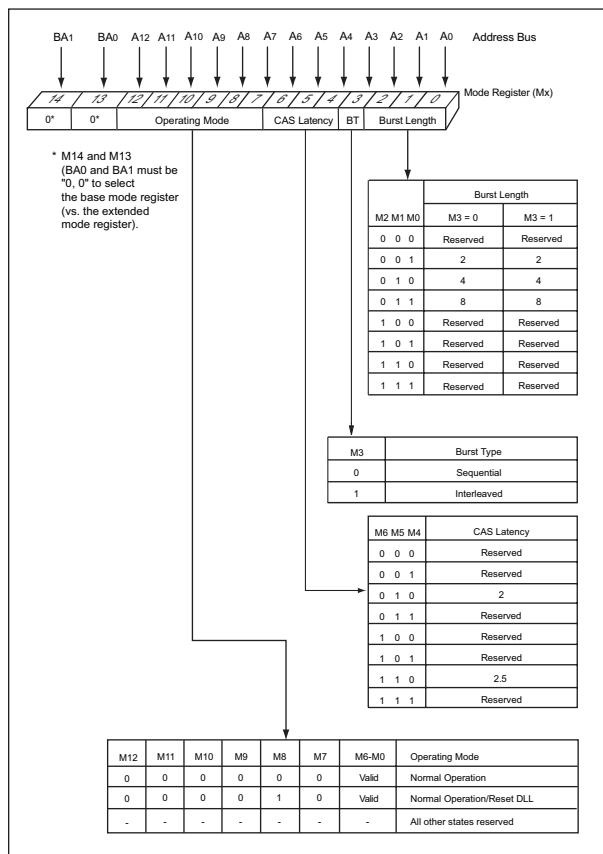 BA1 BA0 A12 A11 A10 A9 A8 A7 A6 A5 A4 A3 A2 A1 A0 Address Bus
14 13 12 11 10 9 8 7 6 5 4 3 2 1 0 Mode Register (Mx)
0* 0* Operating Mode CAS Latency BT Burst Length
* M14 and M13
(BA0 and BA1 must be
"0, 0" to select
the base mode register
(vs. the extended
mode register).
Burst Length
M2 M1 M0 M3 = 0 M3 = 1
0 0 0 Reserved Reserved
0 0 1 2 2
0 1 0 4 4
0 1 1 8 8
1 0 0 Reserved Reserved
1 0 1 Reserved Reserved
1 1 0 Reserved Reserved
1 1 1 Reserved Reserved
M3 Burst Type
0 Sequential
1 Interleaved
M6 M5 M4 CAS Latency
0 0 0 Reserved
0 0 1 Reserved
0 1 0 2
0 1 1 Reserved
1 0 0 Reserved
1 0 1 Reserved
1 1 0 2.5
1 1 1 Reserved
M12 M11 M10 M9 M8 M7 M6-M0 Operating Mode
0 0 0 0 0 0 Valid Normal Operation
0 0 0 0 1 0 Valid Normal Operation/Reset DLL
- - - - - - - All other states reserved